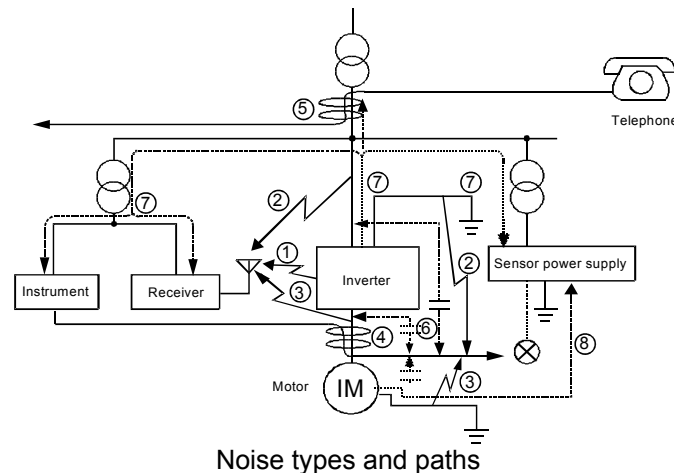 ⑤
Telephone
⑦
②
⑦
⑦
①
②
Instrument
Receiver
③
Inverter
Sensor power supply
④
⑥
⑧
Motor
IM
③
Noise types and paths